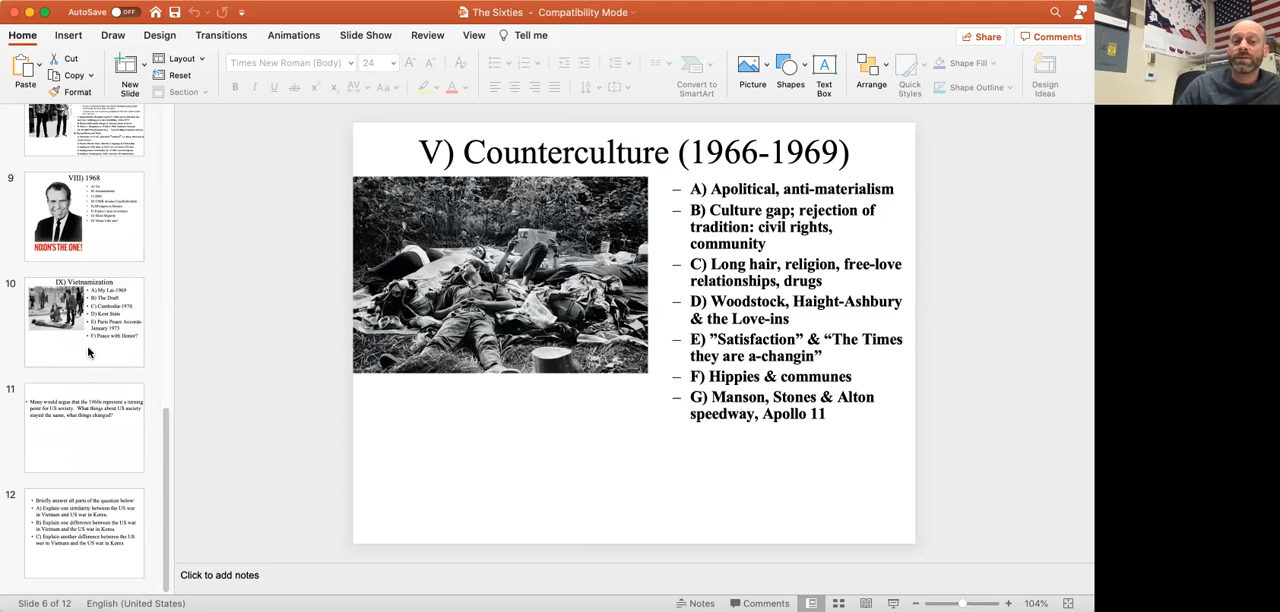 AutoSave OFF
The Sixties - Compatibility Mode
Home Insert Draw Design Transitions Animations Slide Show Review View Tell me
Share Comments
Paste
Cut
Copy
Format
New
Slide
Layout
Reset
Section
Times New Roman (Body) 24
Convert to
SmartArt
Picture
Shapes
Text
Box
Arrange
Quick
Styles
Shape Fill
Shape Outline
Design
Ideas
9
VIII) 1968
NIXON'S THE ONE!
10
IX) Vietnamization
• A) My Lai-1969
• B) The Draft
• C) Cambodia-1970
• D) Kent State
• E) Paris Peace Accords-
January 1973
• F) Peace with Honor?
11
• Many would argue that the 1960s represent a turning
point for US society. What things about US society
stayed the same, what things changed?
12
• Briefly answer all parts of the question below:
• A) Explain one similarity between the US war
in Vietnam and the US war in Korea.
• B) Explain one difference between the US war
in Vietnam and the US war in Korea.
• C) Explain another difference between the US
war in Vietnam and the US war in Korea.
V) Counterculture (1966-1969)
– A) Apolitical, anti-materialism
– B) Culture gap; rejection of
tradition: civil rights,
community
– C) Long hair, religion, free-love
relationships, drugs
– D) Woodstock, Haight-Ashbury
& the Love-ins
– E) ”Satisfaction” & “The Times
they are a-changin”
– F) Hippies & communes
– G) Manson, Stones & Alton
speedway, Apollo 11
Click to add notes
Slide 6 of 12 English (United States)
Notes Comments
104%